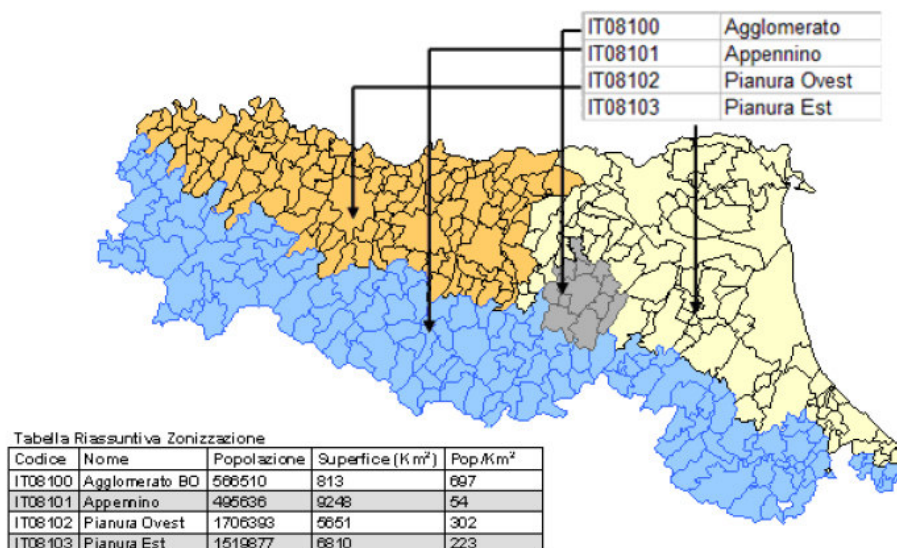 IT08100 Agglomerato
IT08101 Appennino
IT08102 Pianura Ovest
IT08103 Pianura Est
Tabella Riassuntiva Zonizzazione
Codice Nome Popolazione Superfice (Km²) Pop/Km²
IT08100 Agglomerato BO 566510 813 697
IT08101 Appennino 495636 9248 54
IT08102 Pianura Ovest 1706393 5651 302
IT08103 Pianura Est 1519877 6810 223